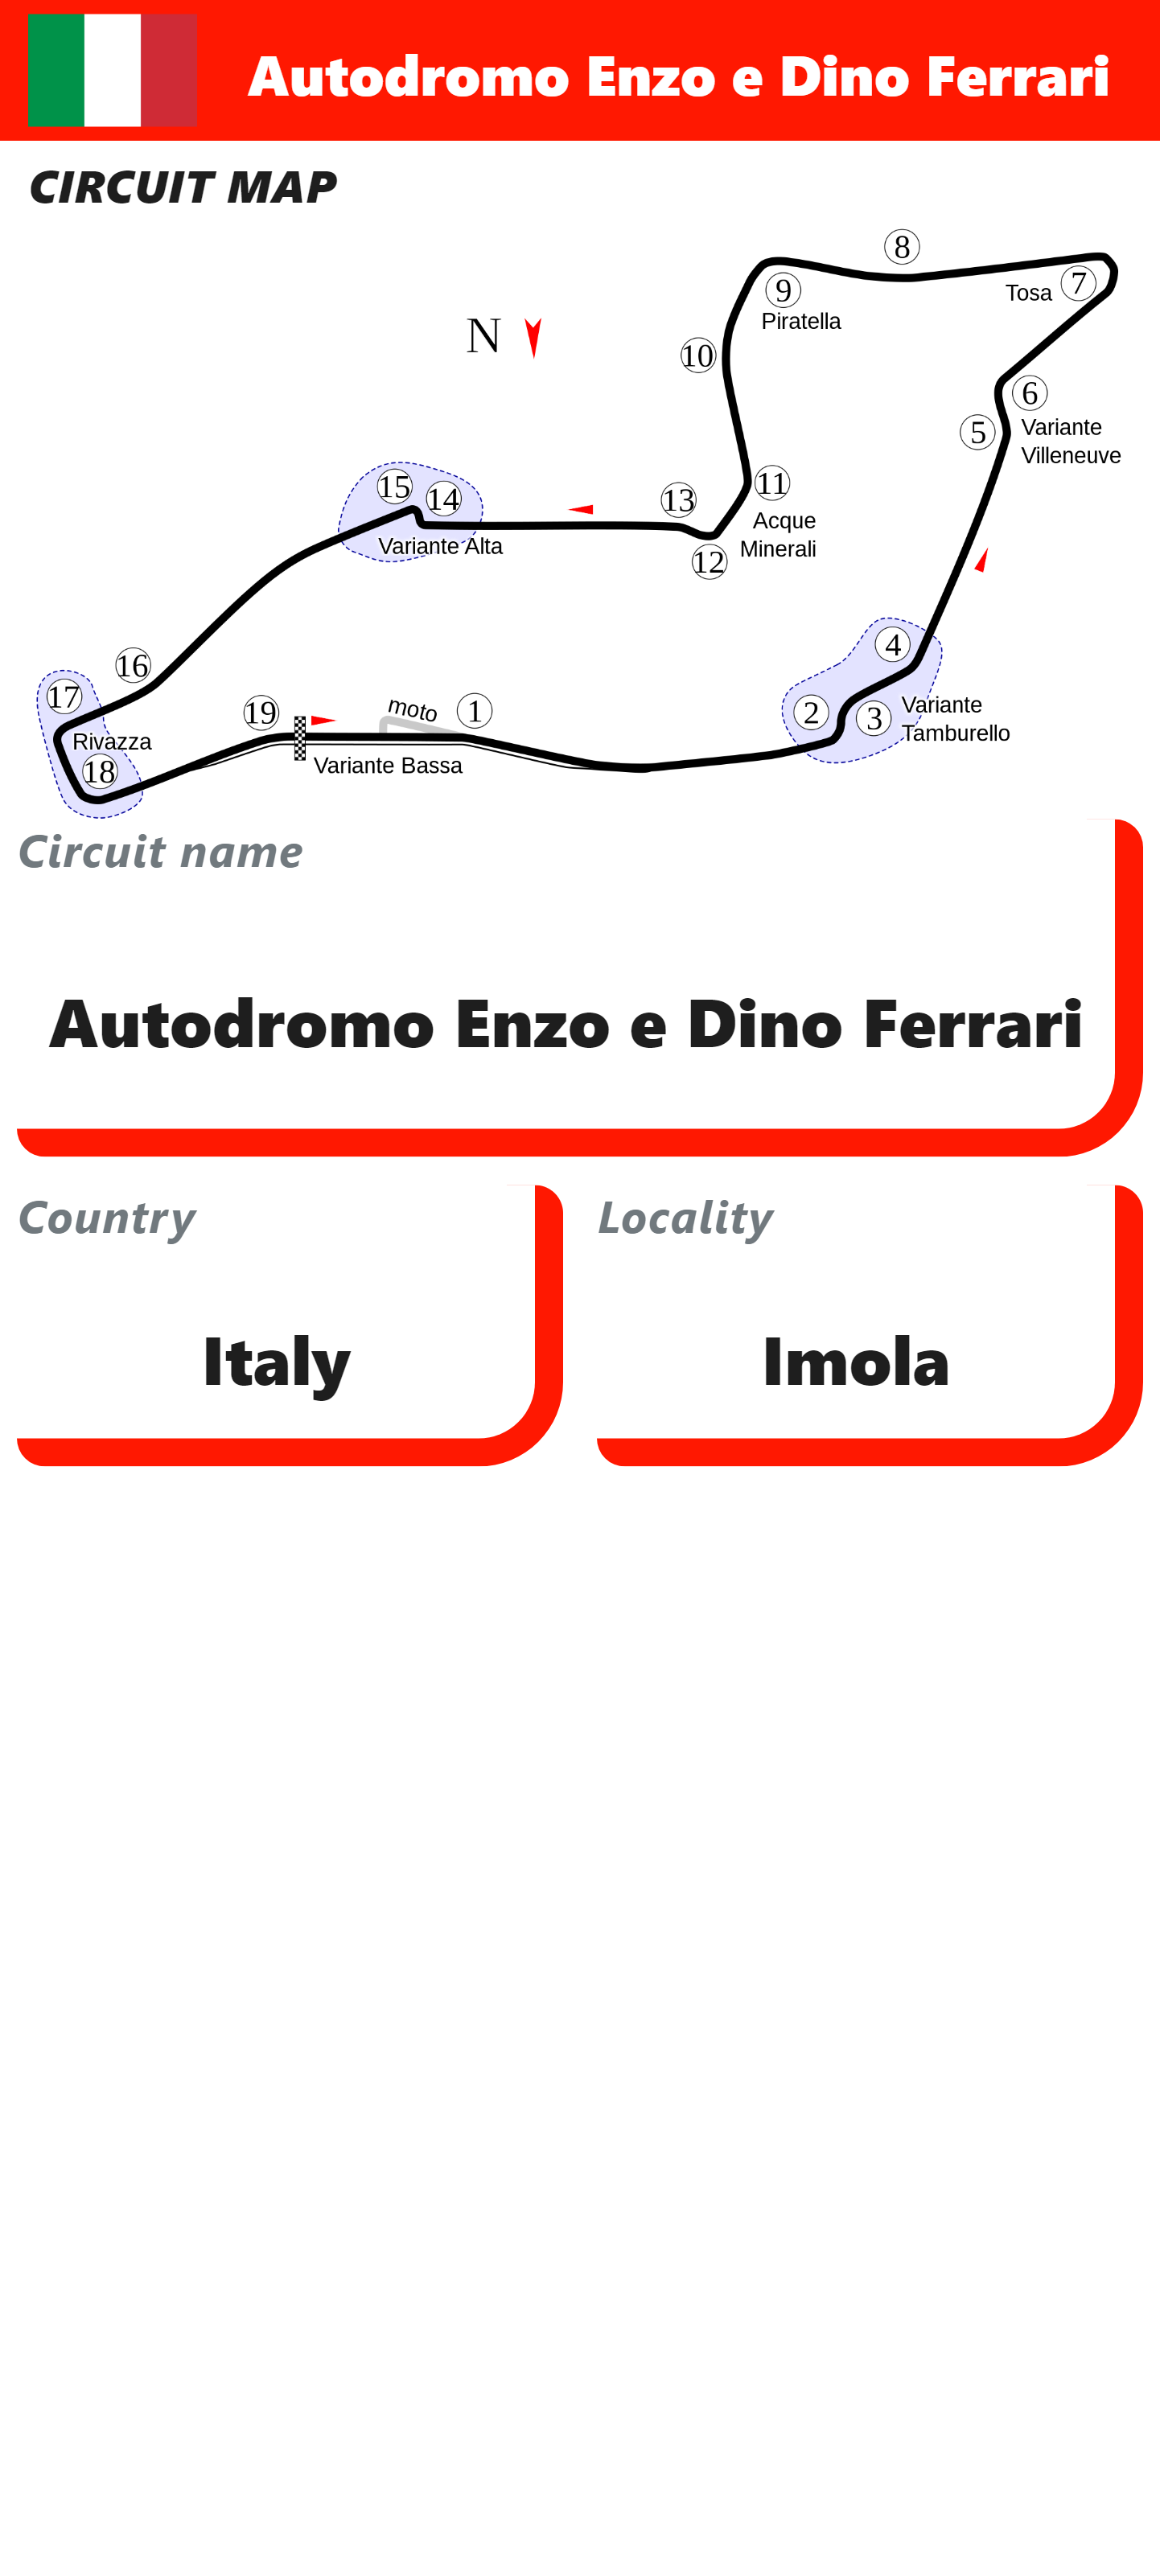 Autodromo Enzo e Dino Ferrari
CIRCUIT MAP
8
9
Piratella
Tosa
7
N
10
6
Variante
Villeneuve
5
15
14
13
11
Acque
Minerali
Variante Alta
12
4
16
17
Rivazza
18
19
moto
1
2
3
Variante
Tamburello
Variante Bassa
Circuit name
Autodromo Enzo e Dino Ferrari
Country
Locality
Italy
Imola